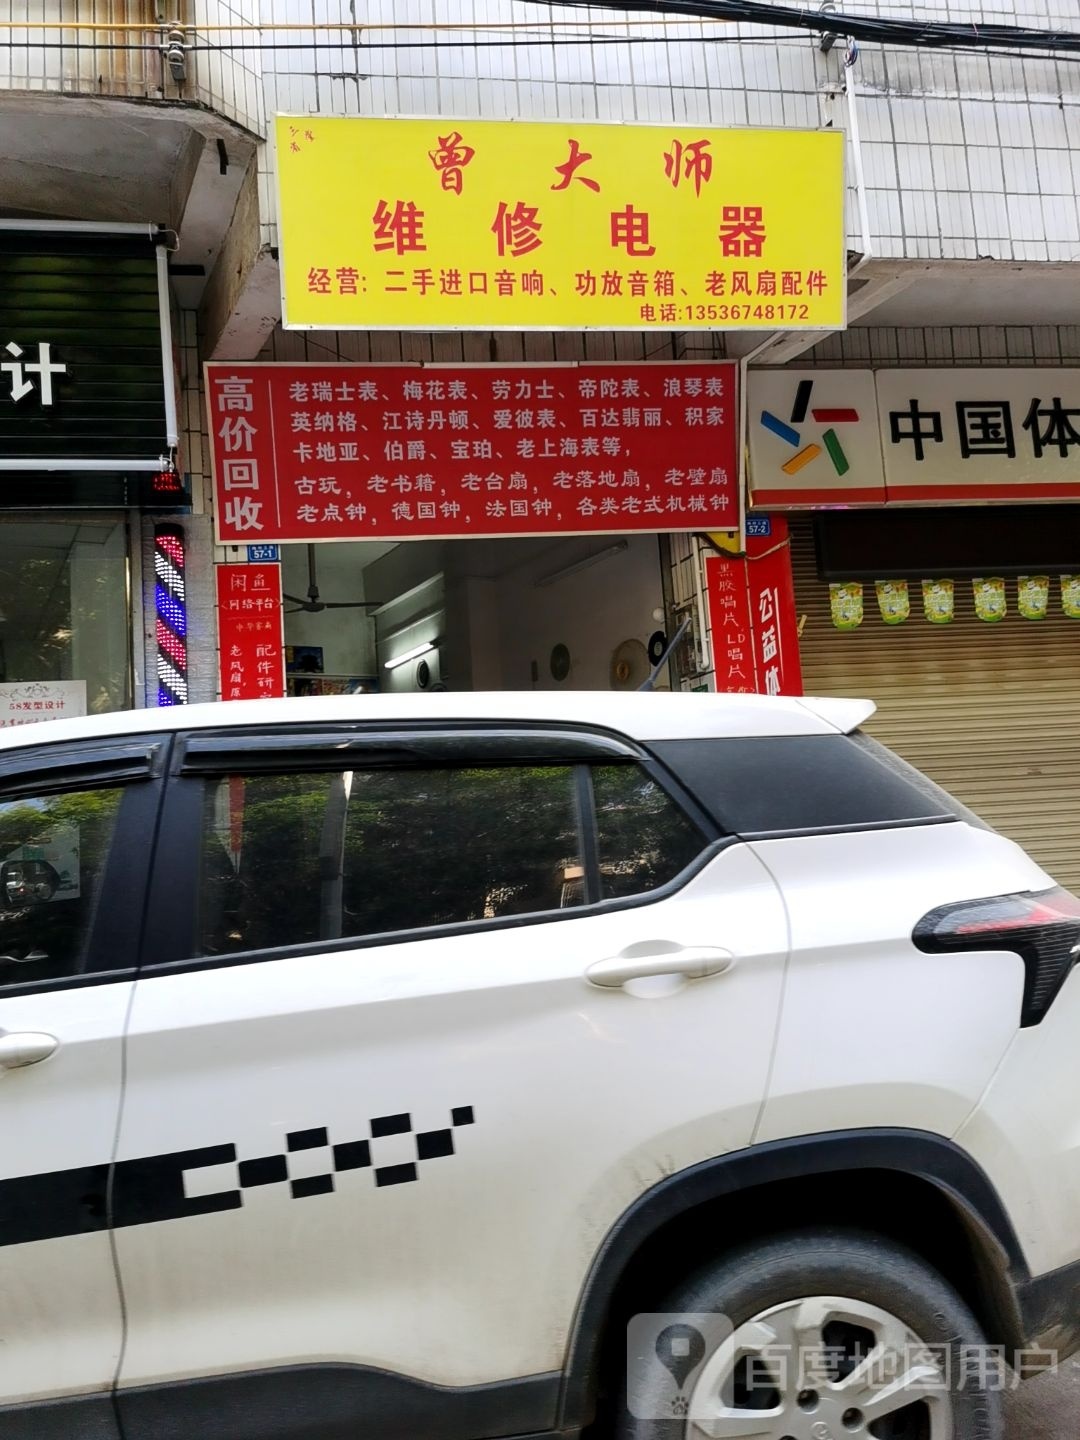 曾大师
维修电器
经营：二手进口音响、功放音箱、老风扇配件
电话:13536748172
高价回收
老瑞士表、梅花表、劳力士、帝陀表、浪琴表
英纳格、江诗丹顿、爱彼表、百达翡丽、积家
卡地亚、伯爵、宝珀、老上海表等，
古玩，老书籍，老台扇，老落地扇，老壁扇
老点钟，德国钟，法国钟，各类老式机械钟
计
中国体
57-1
57-2
闲鱼
《网络平台》
老风扇,原
配件研
黑胶唱片、LD唱片
公益体
58发型设计
百度地图用户